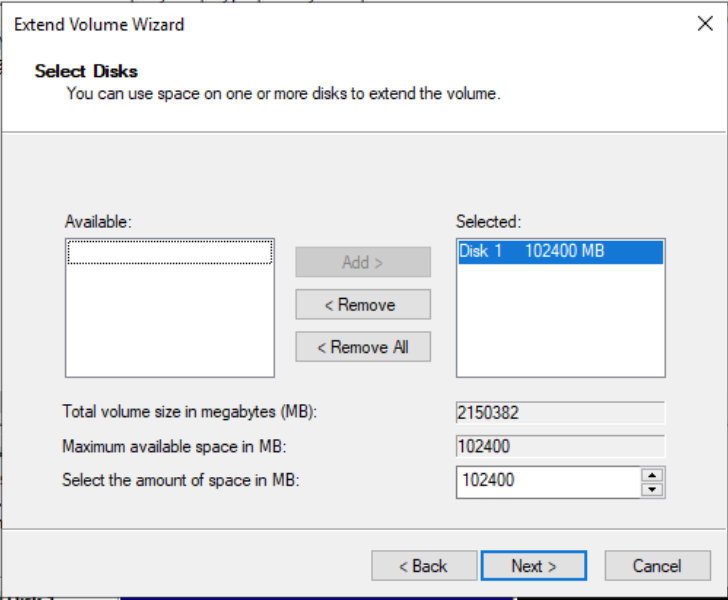 Extend Volume Wizard
Select Disks
You can use space on one or more disks to extend the volume.
Available:
Selected:
Disk 1 102400 MB
Add >
< Remove
< Remove All
Total volume size in megabytes (MB): 2150382
Maximum available space in MB: 102400
Select the amount of space in MB: 102400
< Back Next > Cancel